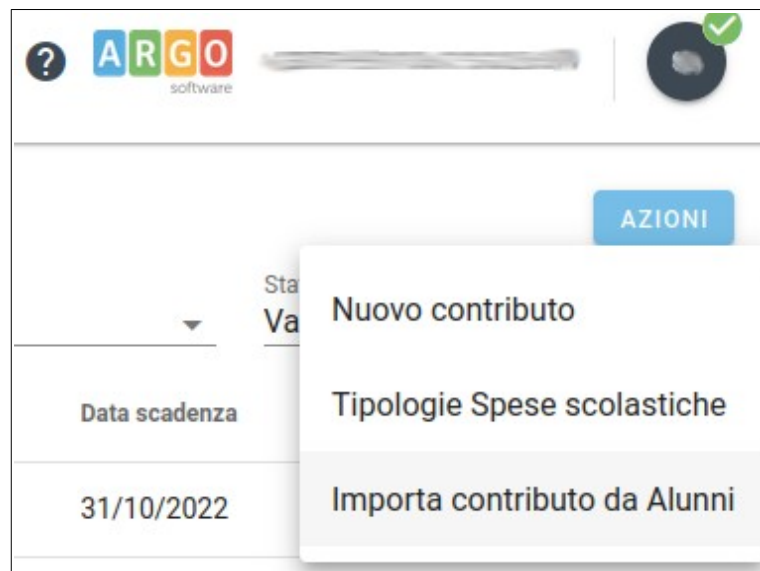 ?
ARGO
software
AZIONI
Sta
Va
Nuovo contributo
Tipologie Spese scolastiche
Importa contributo da Alunni
Data scadenza
31/10/2022